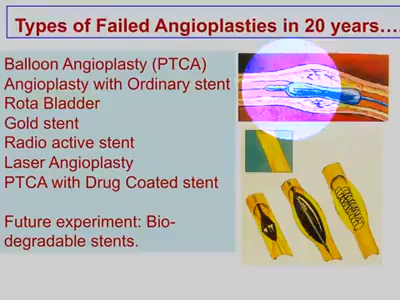 Types of Failed Angioplasties in 20 years….
Balloon Angioplasty (PTCA)
Angioplasty with Ordinary stent
Rota Bladder
Gold stent
Radio active stent
Laser Angioplasty
PTCA with Drug Coated stent
Future experiment: Bio-
degradable stents.